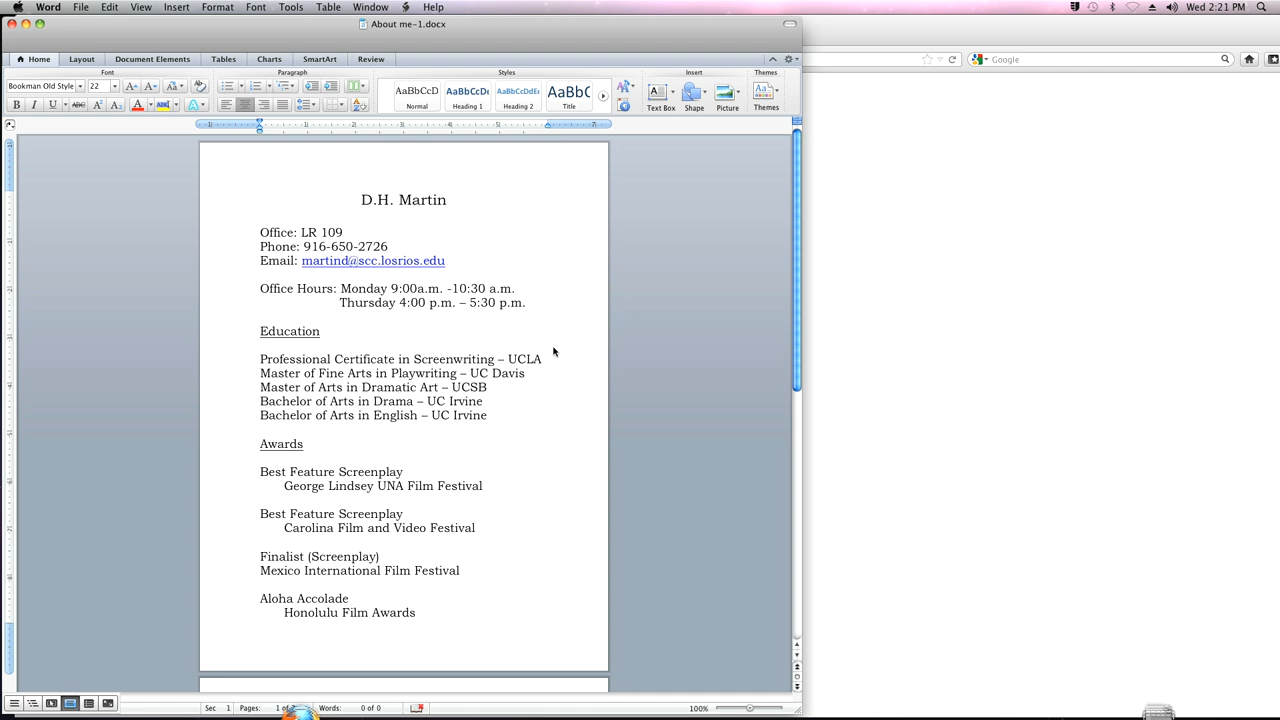 Word File Edit View Insert Format Font Tools Table Window Help Wed 2:21 PM
About me-1.docx
Home Layout Document Elements Tables Charts SmartArt Review
Google
Font Paragraph Styles Insert Themes
Bookman Old Style 22
AaBbCcD AaBbCcDc AaBbCcDdEe AaBbC
Normal Heading 1 Heading 2 Title Text Box Shape Picture Themes
D.H. Martin
Office: LR 109
Phone: 916-650-2726
Email: martind@scc.losrios.edu
Office Hours: Monday 9:00a.m. -10:30 a.m.
Thursday 4:00 p.m. – 5:30 p.m.
Education
Professional Certificate in Screenwriting – UCLA
Master of Fine Arts in Playwriting – UC Davis
Master of Arts in Dramatic Art – UCSB
Bachelor of Arts in Drama – UC Irvine
Bachelor of Arts in English – UC Irvine
Awards
Best Feature Screenplay
George Lindsey UNA Film Festival
Best Feature Screenplay
Carolina Film and Video Festival
Finalist (Screenplay)
Mexico International Film Festival
Aloha Accolade
Honolulu Film Awards
Sec 1 Pages: 1 of Words: 0 of 0 100%